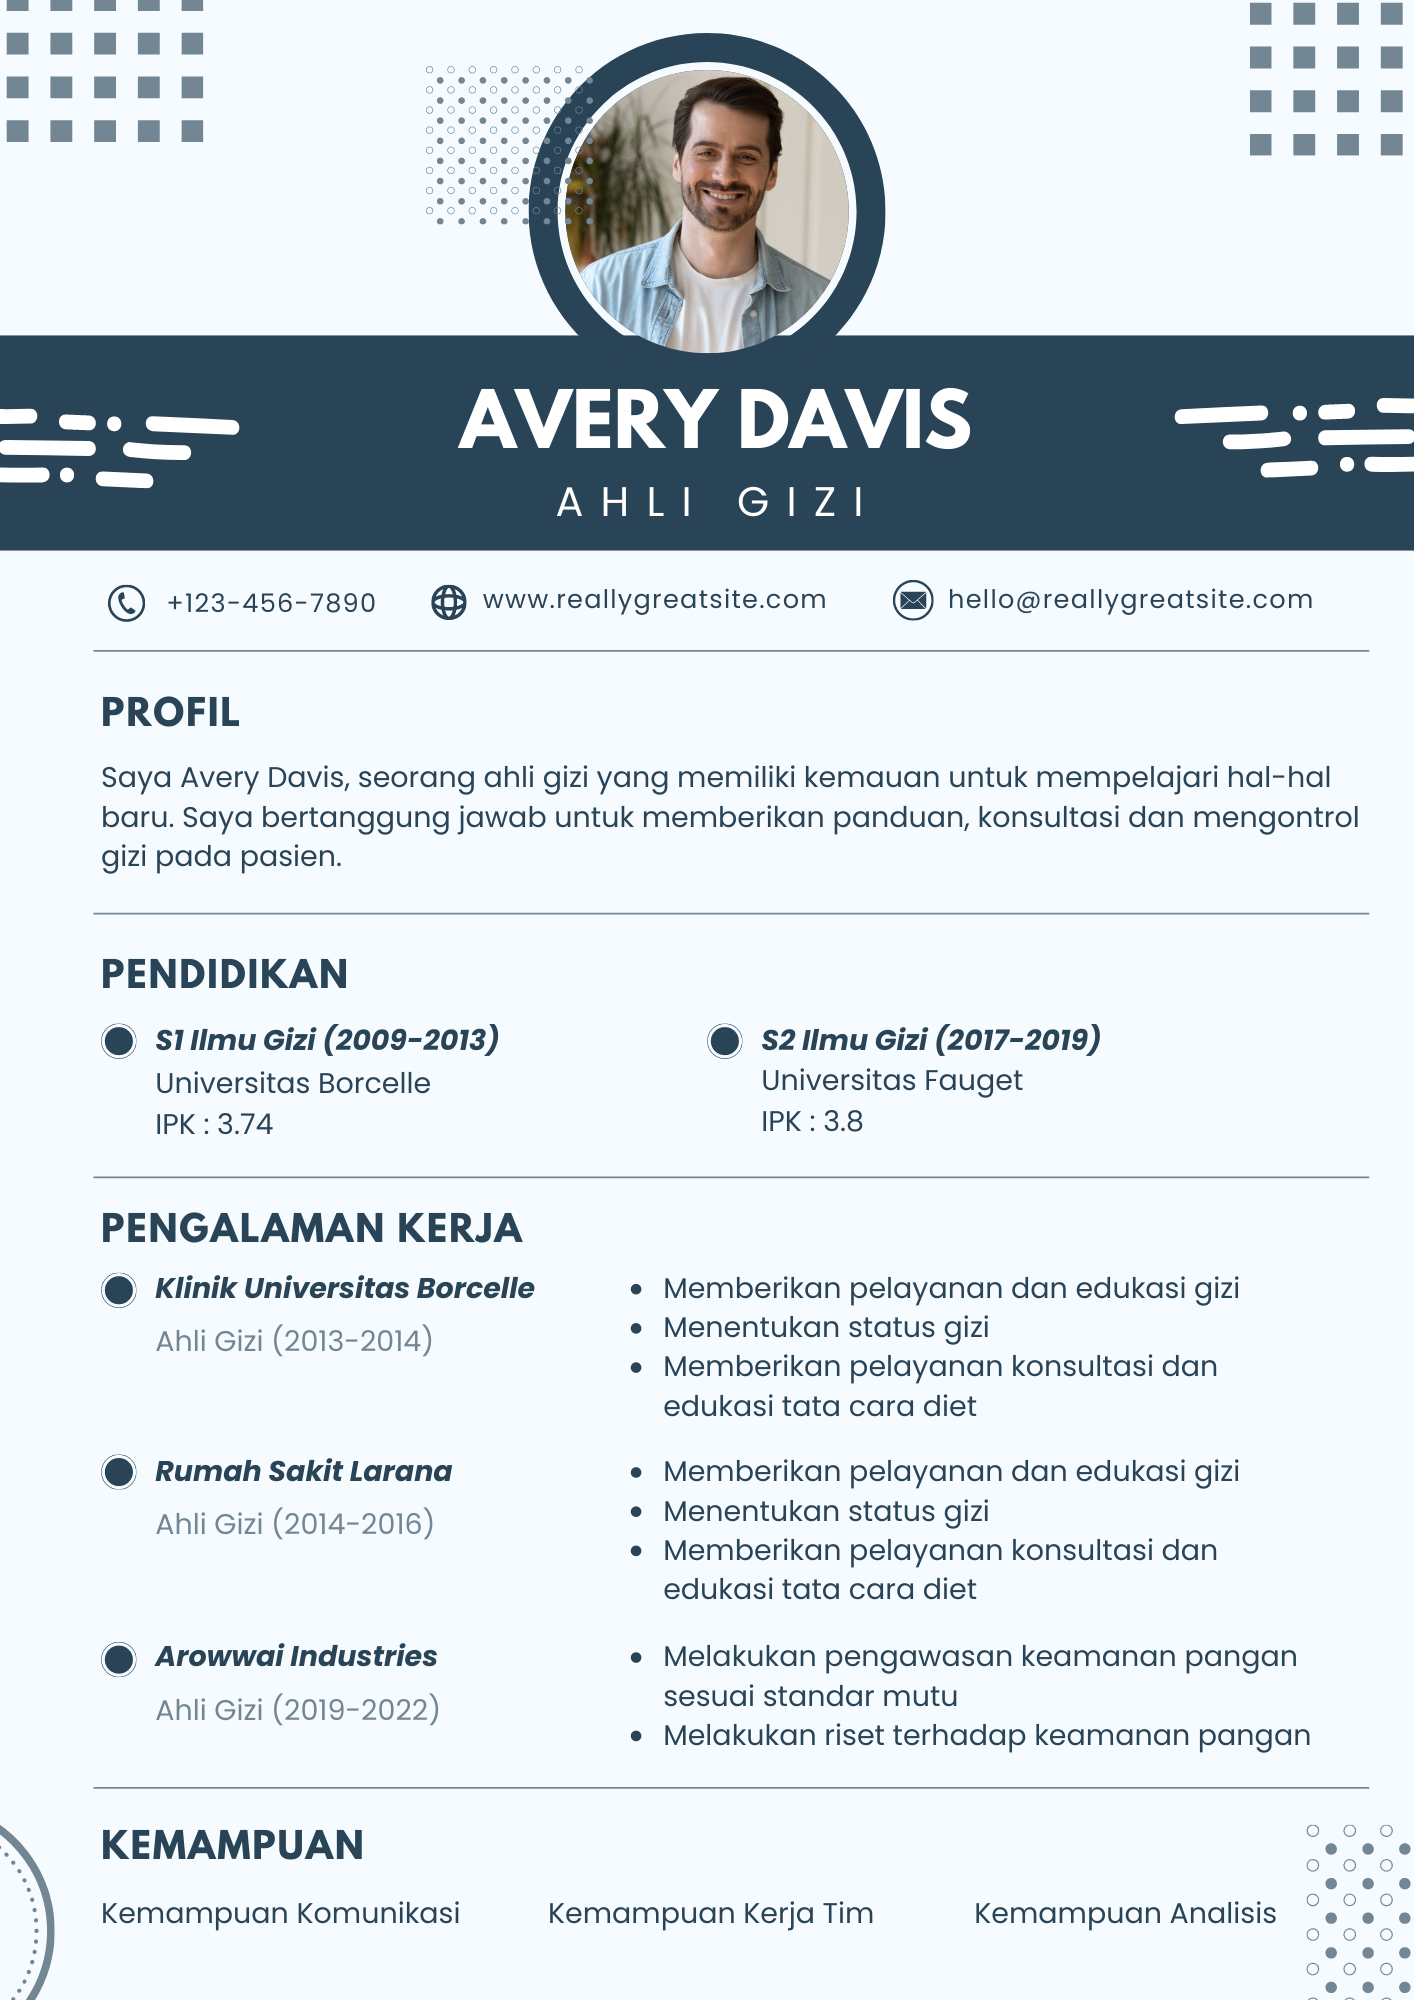 AVERY DAVIS
AHLI GIZI
+123-456-7890
www.reallygreatsite.com
hello@reallygreatsite.com
PROFIL
Saya Avery Davis, seorang ahli gizi yang memiliki kemauan untuk mempelajari hal-hal
baru. Saya bertanggung jawab untuk memberikan panduan, konsultasi dan mengontrol
gizi pada pasien.
PENDIDIKAN
S1 Ilmu Gizi (2009-2013)
Universitas Borcelle
IPK : 3.74
S2 Ilmu Gizi (2017-2019)
Universitas Fauget
IPK : 3.8
PENGALAMAN KERJA
Klinik Universitas Borcelle
Ahli Gizi (2013-2014)
• Memberikan pelayanan dan edukasi gizi
• Menentukan status gizi
• Memberikan pelayanan konsultasi dan
edukasi tata cara diet
Rumah Sakit Larana
Ahli Gizi (2014-2016)
• Memberikan pelayanan dan edukasi gizi
• Menentukan status gizi
• Memberikan pelayanan konsultasi dan
edukasi tata cara diet
Arowwai Industries
Ahli Gizi (2019-2022)
• Melakukan pengawasan keamanan pangan
sesuai standar mutu
• Melakukan riset terhadap keamanan pangan
KEMAMPUAN
Kemampuan Komunikasi
Kemampuan Kerja Tim
Kemampuan Analisis